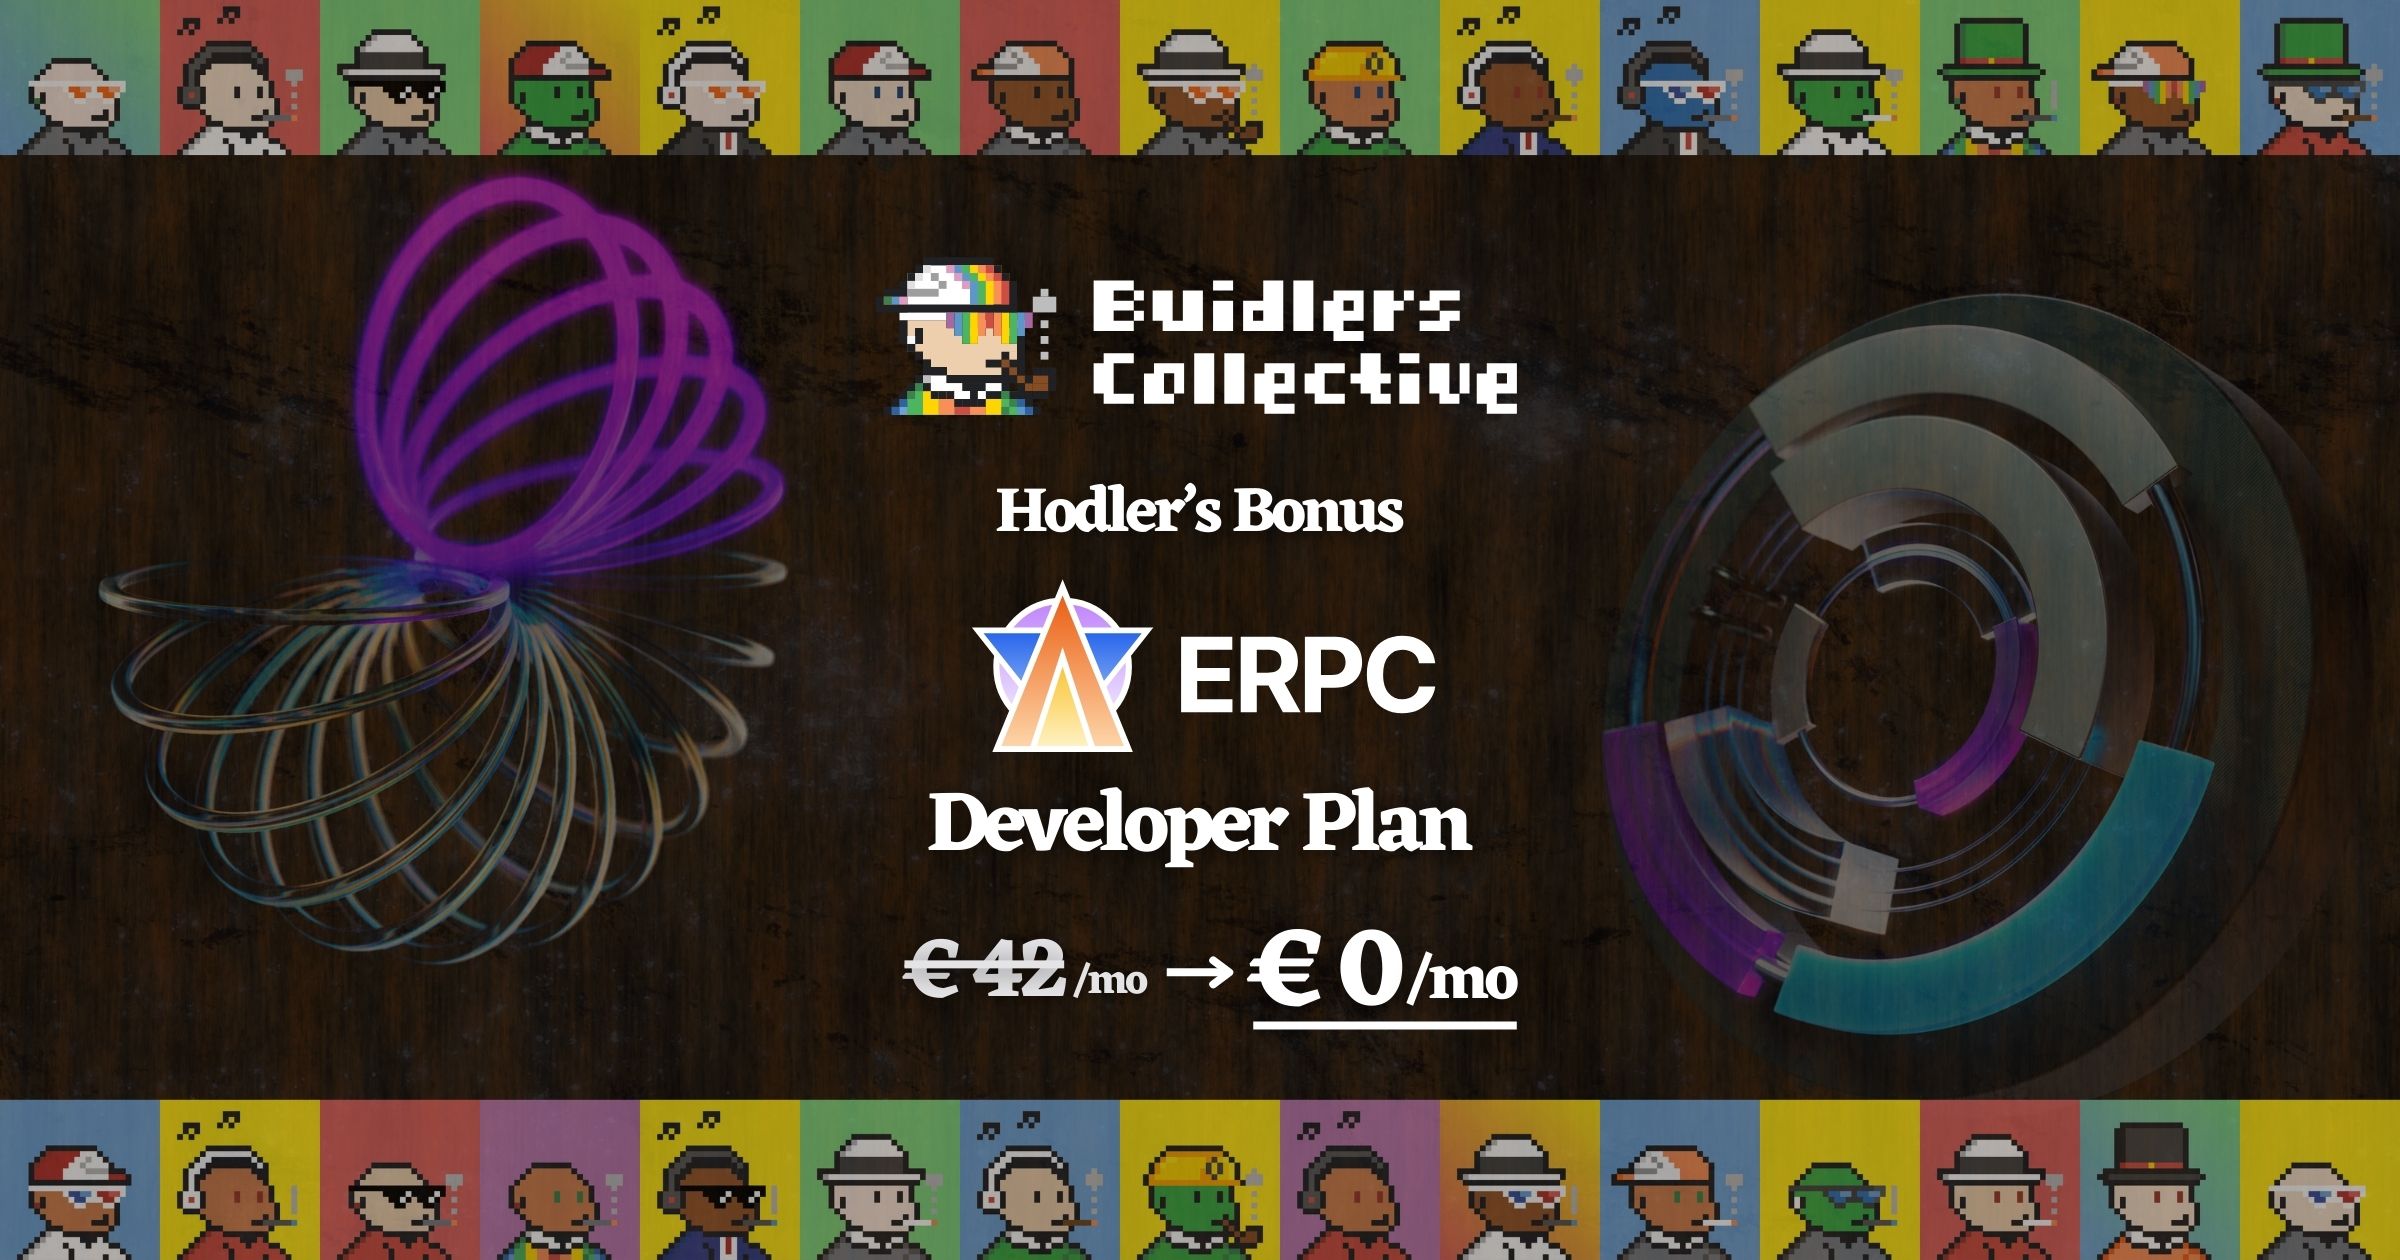 Buidlers
Collective
Hodler's Bonus
ERPC
Developer Plan
€ 42 /mo → € 0/mo